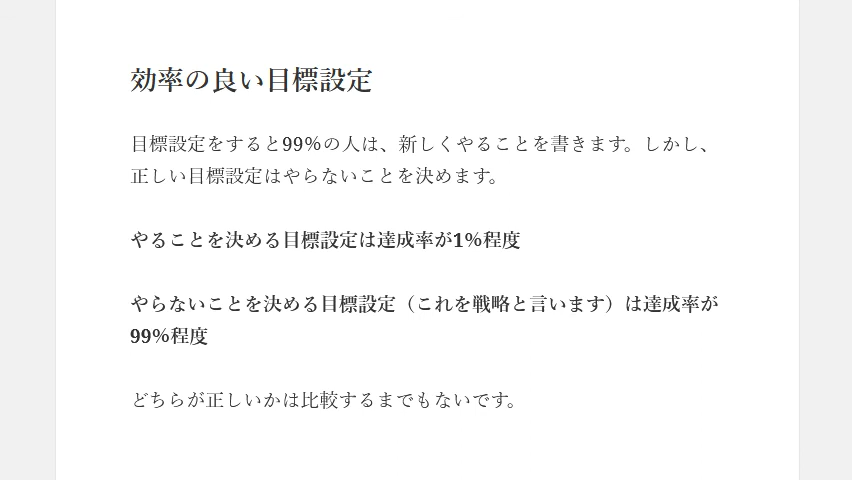 効率の良い目標設定
目標設定をすると99％の人は、新しくやることを書きます。しかし、
正しい目標設定はやらないことを決めます。
やることを決める目標設定は達成率が1％程度
やらないことを決める目標設定（これを戦略と言います）は達成率が
99％程度
どちらが正しいかは比較するまでもないです。